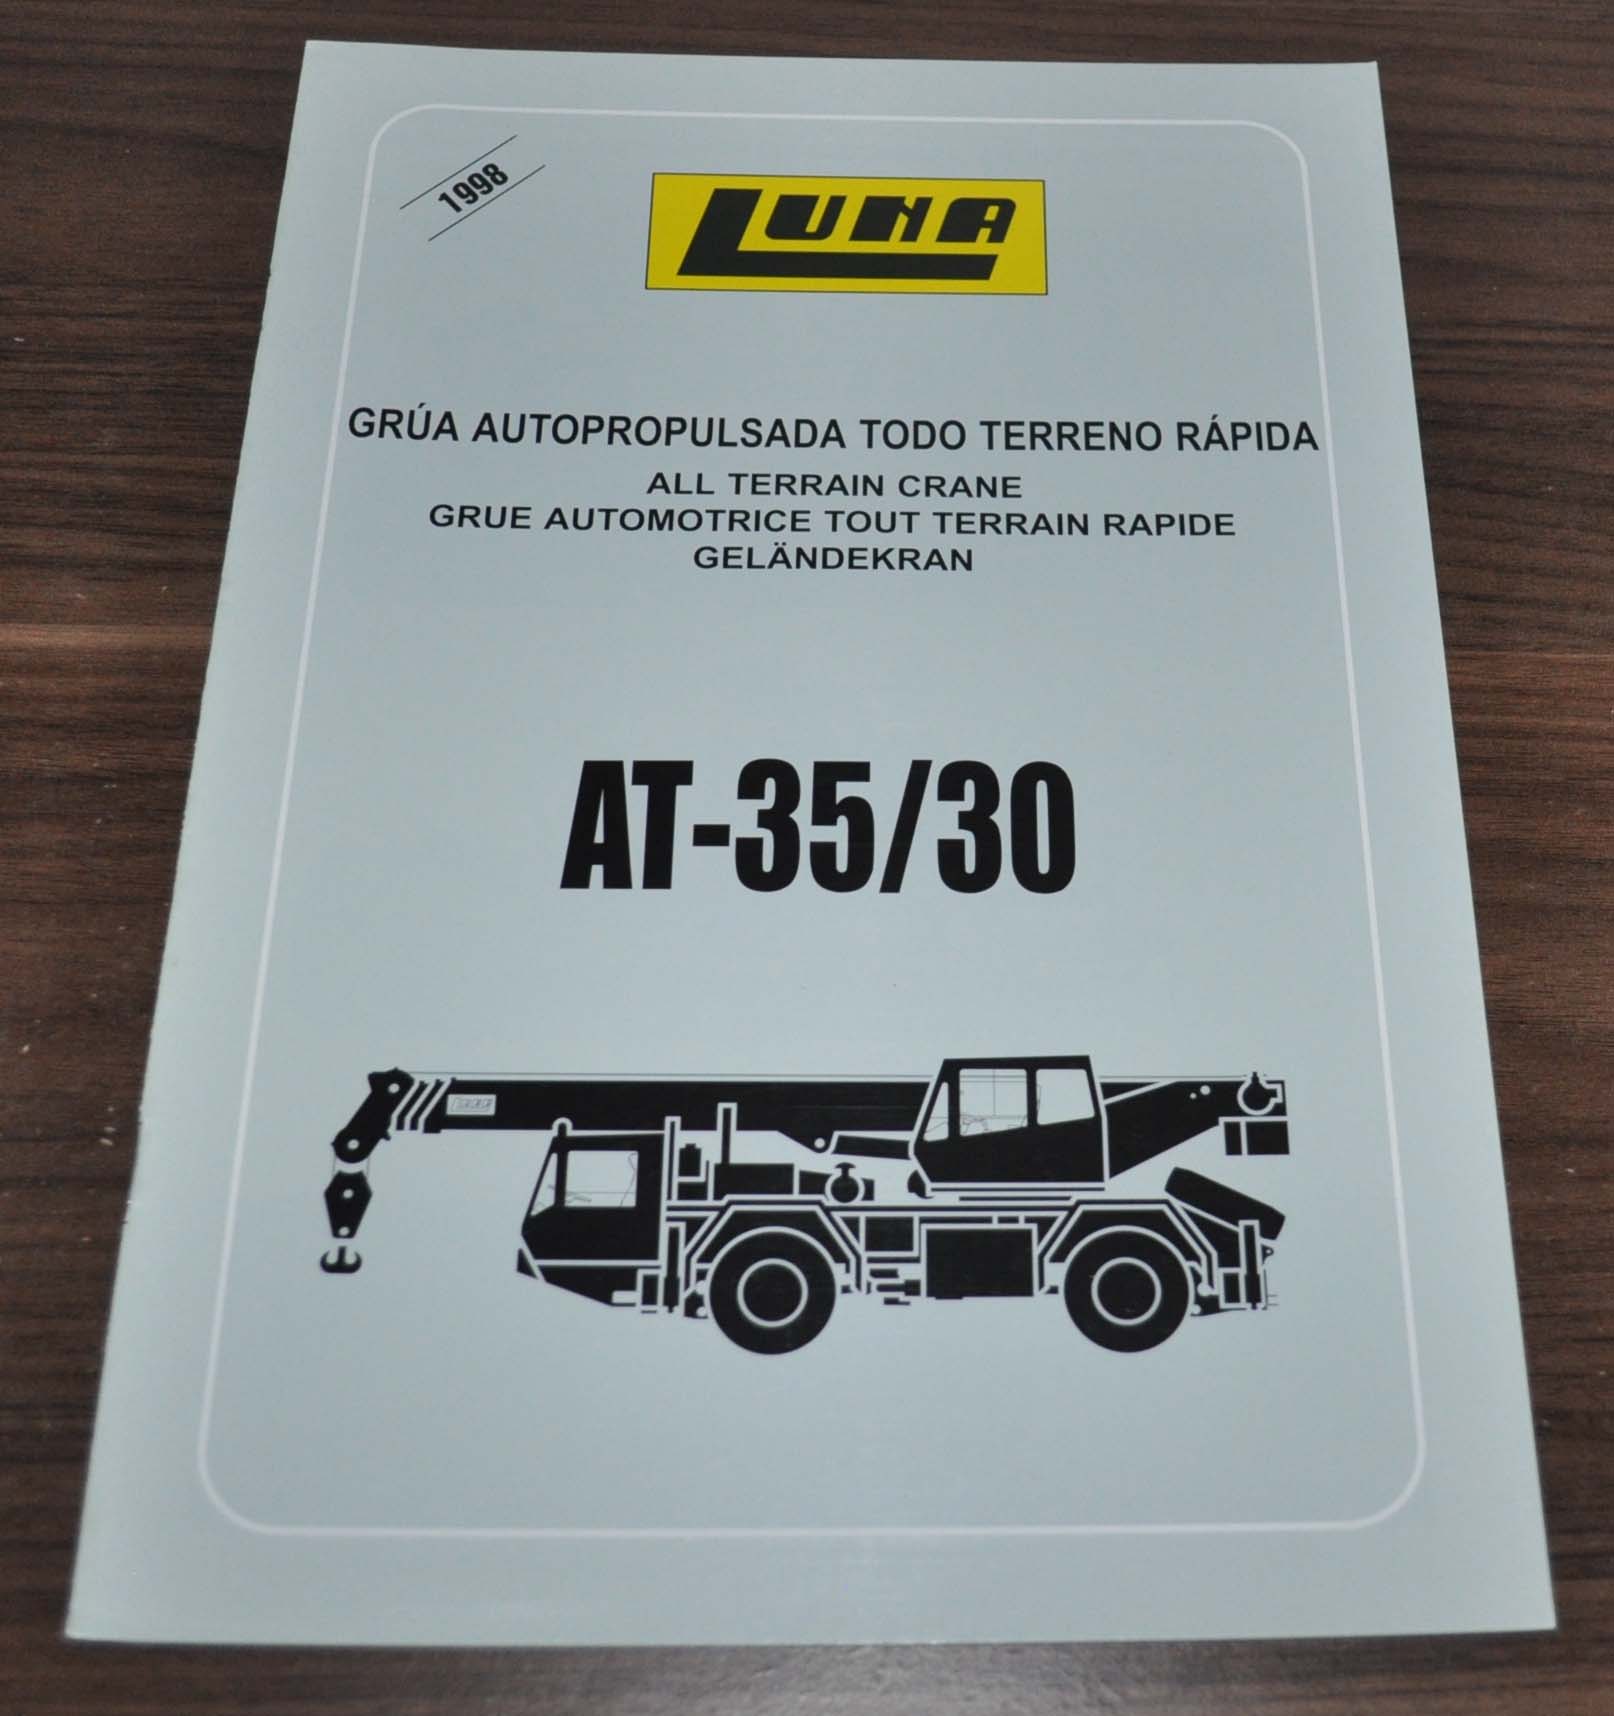 1998
LUNA
GRÚA AUTOPROPULSADA TODO TERRENO RÁPIDA
ALL TERRAIN CRANE
GRUE AUTOMOTRICE TOUT TERRAIN RAPIDE
GELÄNDEKRAN
AT-35/30
LUNA